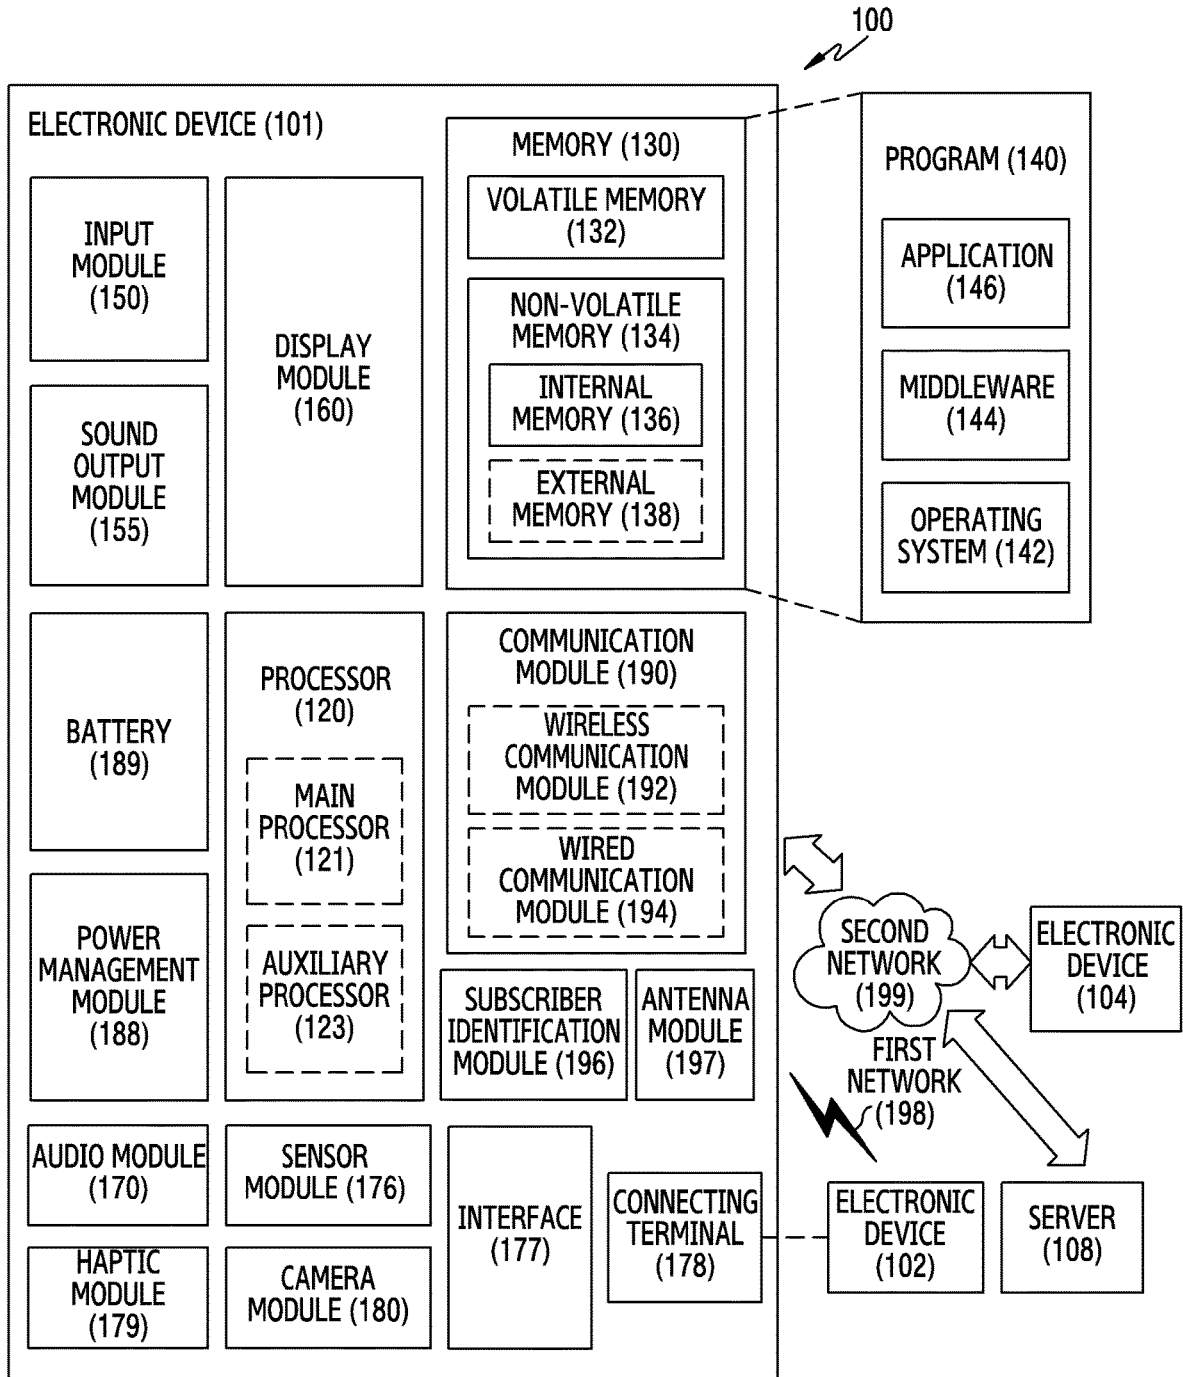 100
ELECTRONIC DEVICE (101)
INPUT
MODULE
(150)
SOUND
OUTPUT
MODULE
(155)
DISPLAY
MODULE
(160)
MEMORY (130)
VOLATILE MEMORY
(132)
NON-VOLATILE
MEMORY (134)
INTERNAL
MEMORY (136)
EXTERNAL
MEMORY (138)
PROGRAM (140)
APPLICATION
(146)
MIDDLEWARE
(144)
OPERATING
SYSTEM (142)
BATTERY
(189)
POWER
MANAGEMENT
MODULE
(188)
PROCESSOR
(120)
MAIN
PROCESSOR
(121)
AUXILIARY
PROCESSOR
(123)
COMMUNICATION
MODULE (190)
WIRELESS
COMMUNICATION
MODULE (192)
WIRED
COMMUNICATION
MODULE (194)
SUBSCRIBER
IDENTIFICATION
MODULE (196)
ANTENNA
MODULE
(197)
SECOND
NETWORK
(199)
ELECTRONIC
DEVICE
(104)
FIRST
NETWORK
(198)
AUDIO MODULE
(170)
SENSOR
MODULE (176)
HAPTIC
MODULE
(179)
CAMERA
MODULE (180)
INTERFACE
(177)
CONNECTING
TERMINAL
(178)
ELECTRONIC
DEVICE
(102)
SERVER
(108)